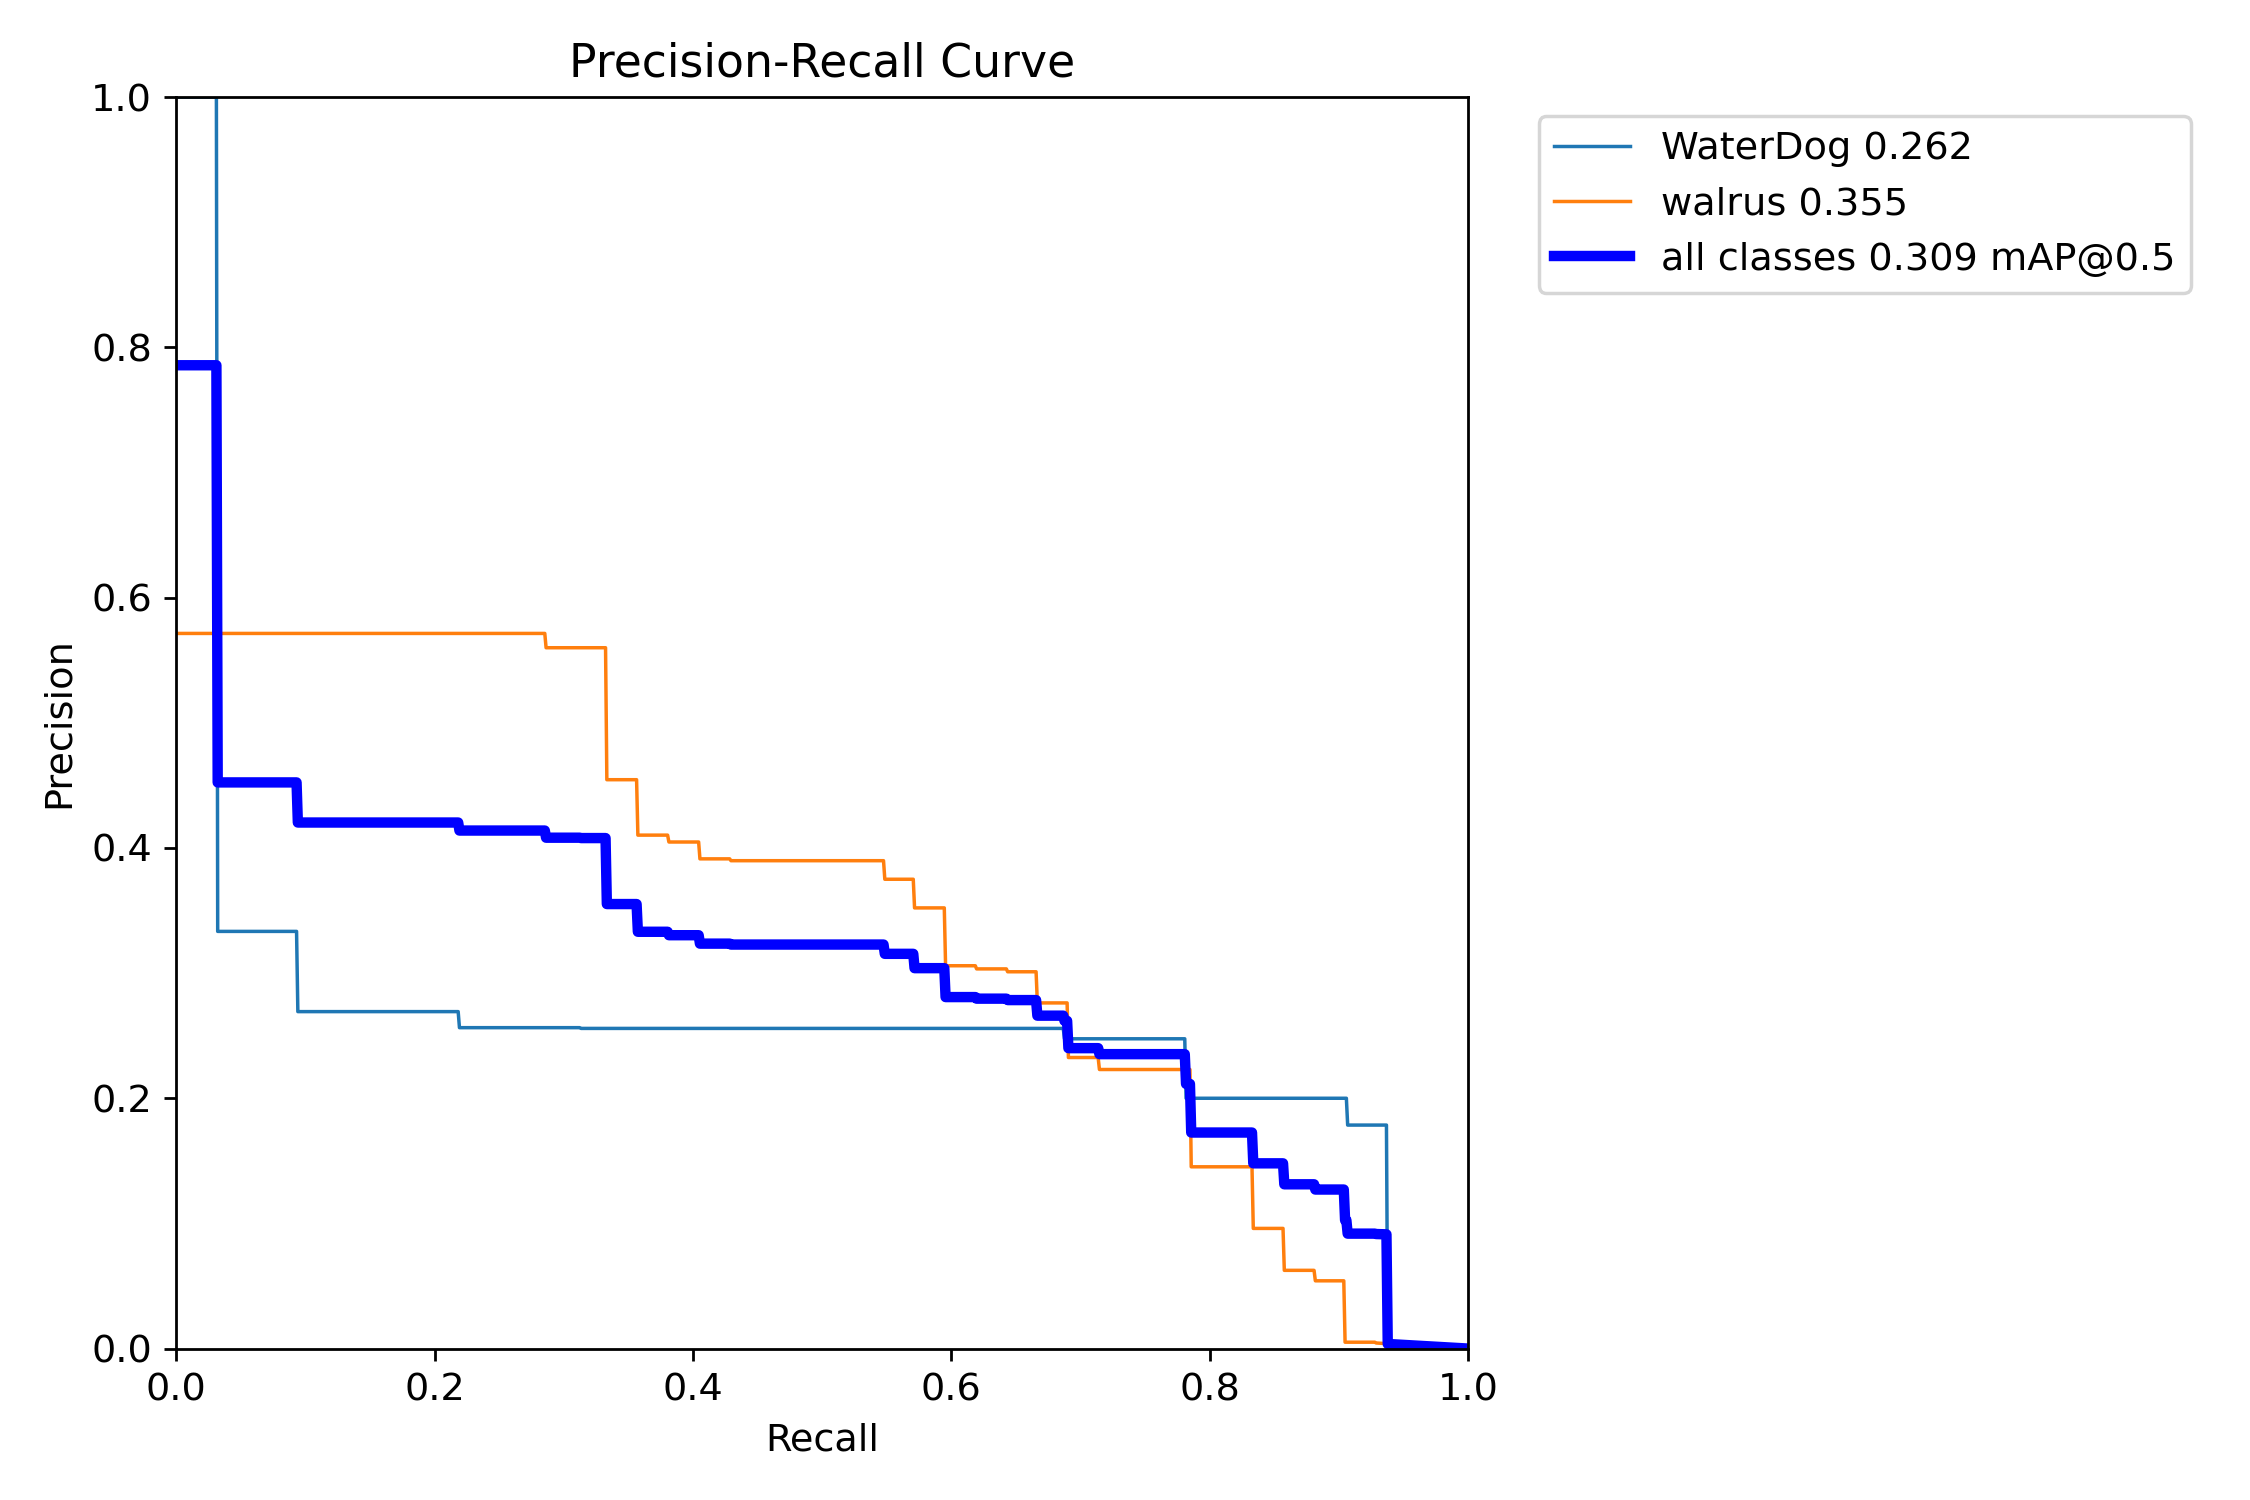 Precision-Recall Curve
1.0
0.8
0.6
0.4
0.2
0.0
Precision
0.0 0.2 0.4 0.6 0.8 1.0
Recall
WaterDog 0.262
walrus 0.355
all classes 0.309 mAP@0.5